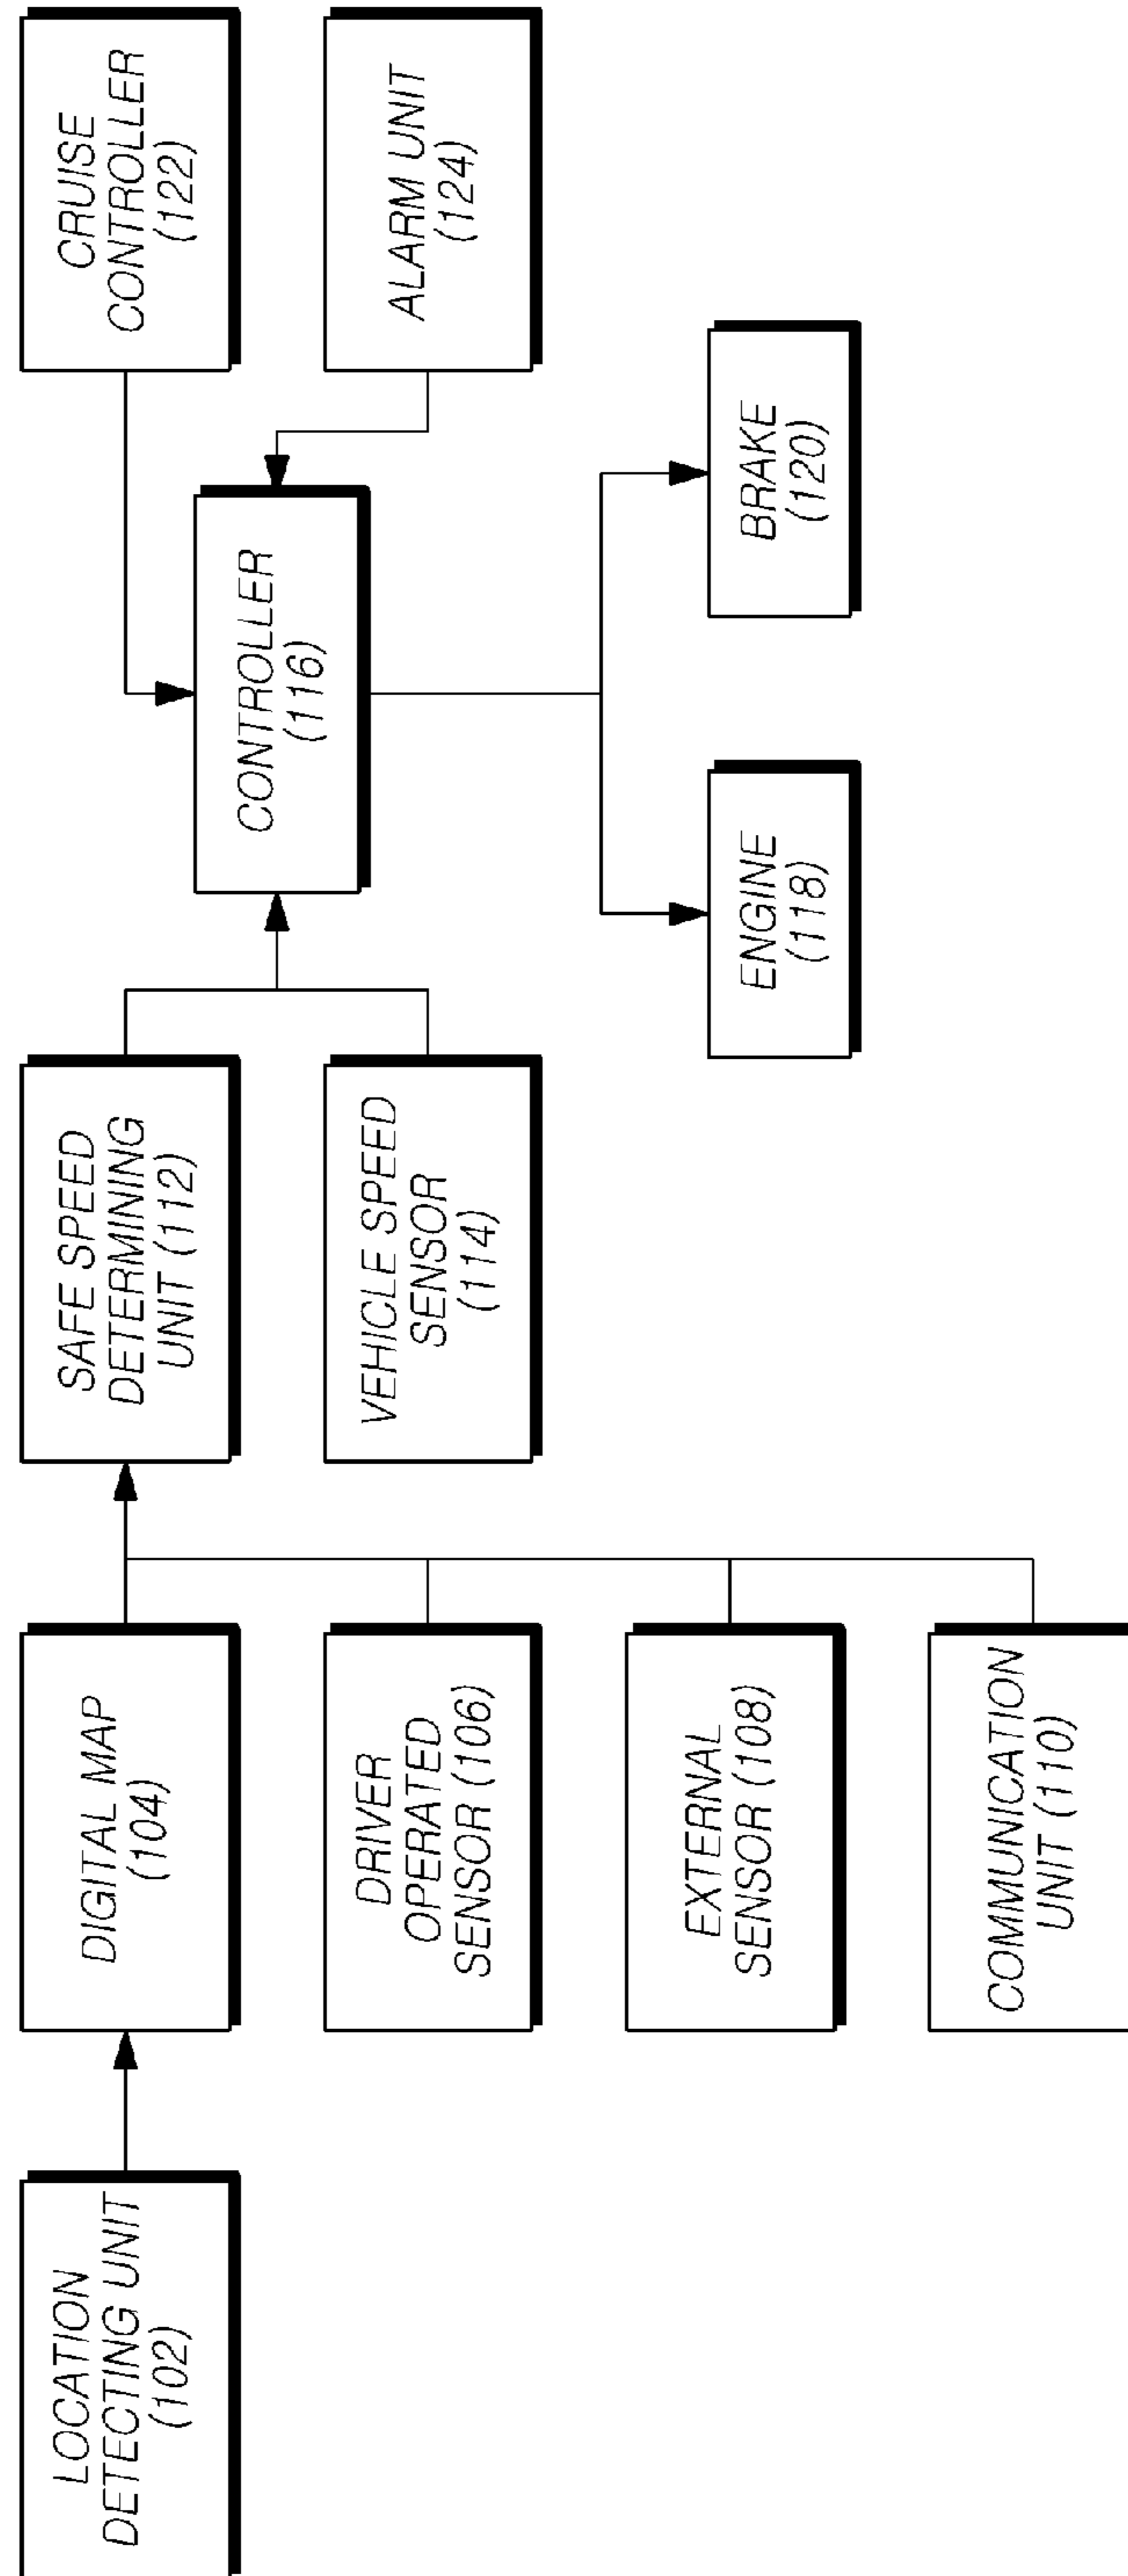 LOCATION
DETECTING UNIT
(102)
DIGITAL MAP
(104)
DRIVER
OPERATED
SENSOR (106)
EXTERNAL
SENSOR (108)
COMMUNICATION
UNIT (110)
SAFE SPEED
DETERMINING
UNIT (112)
VEHICLE SPEED
SENSOR
(114)
CONTROLLER
(116)
ENGINE
(118)
BRAKE
(120)
CRUISE
CONTROLLER
(122)
ALARM UNIT
(124)